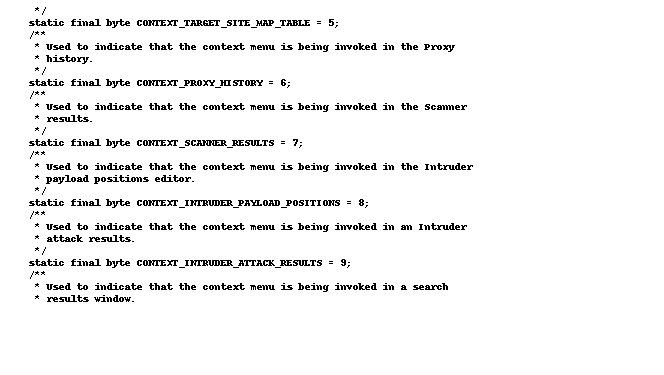 */
static final byte CONTEXT_TARGET_SITE_MAP_TABLE = 5;
/**
* Used to indicate that the context menu is being invoked in the Proxy
* history.
*/
static final byte CONTEXT_PROXY_HISTORY = 6;
/**
* Used to indicate that the context menu is being invoked in the Scanner
* results.
*/
static final byte CONTEXT_SCANNER_RESULTS = 7;
/**
* Used to indicate that the context menu is being invoked in the Intruder
* payload positions editor.
*/
static final byte CONTEXT_INTRUDER_PAYLOAD_POSITIONS = 8;
/**
* Used to indicate that the context menu is being invoked in an Intruder
* attack results.
*/
static final byte CONTEXT_INTRUDER_ATTACK_RESULTS = 9;
/**
* Used to indicate that the context menu is being invoked in a search
* results window.